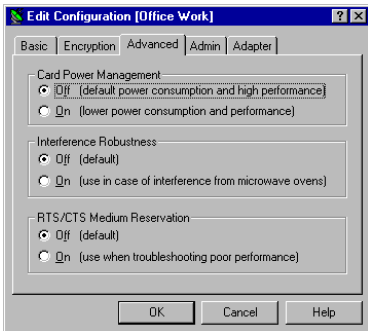 Edit Configuration [Office Work]
Basic Encryption Advanced Admin Adapter
Card Power Management
Off (default power consumption and high performance)
On (lower power consumption and performance)
Interference Robustness
Off (default)
On (use in case of interference from microwave ovens)
RTS/CTS Medium Reservation
Off (default)
On (use when troubleshooting poor performance)
OK Cancel Help